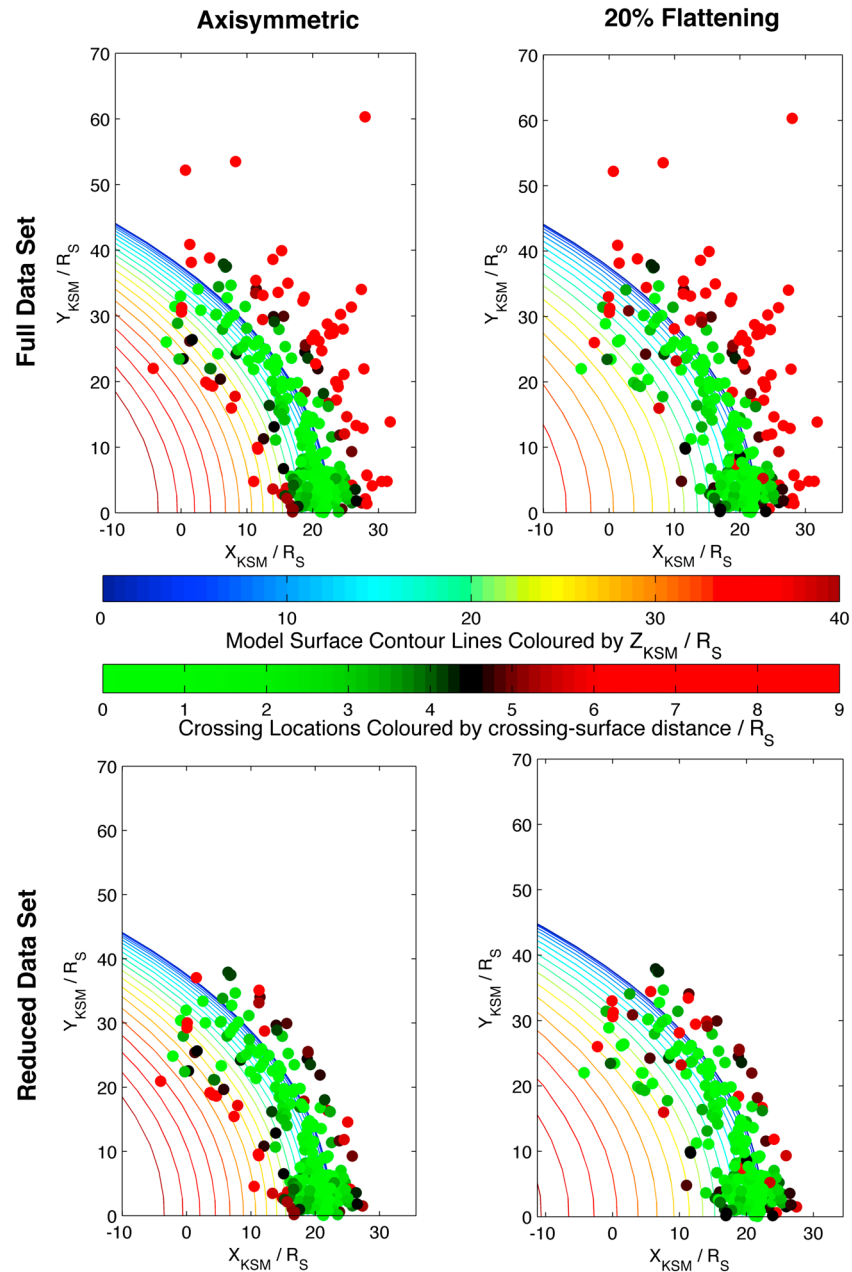 Axisymmetric
20% Flattening
Full Data Set
70
60
50
40
30
20
10
0
Y_KSM / R_S
-10 0 10 20 30
X_KSM / R_S
70
60
50
40
30
20
10
0
Y_KSM / R_S
-10 0 10 20 30
X_KSM / R_S
0 10 20 30 40
Model Surface Contour Lines Coloured by Z_KSM / R_S
0 1 2 3 4 5 6 7 8 9
Crossing Locations Coloured by crossing-surface distance / R_S
Reduced Data Set
70
60
50
40
30
20
10
0
Y_KSM / R_S
-10 0 10 20 30
X_KSM / R_S
70
60
50
40
30
20
10
0
Y_KSM / R_S
-10 0 10 20 30
X_KSM / R_S